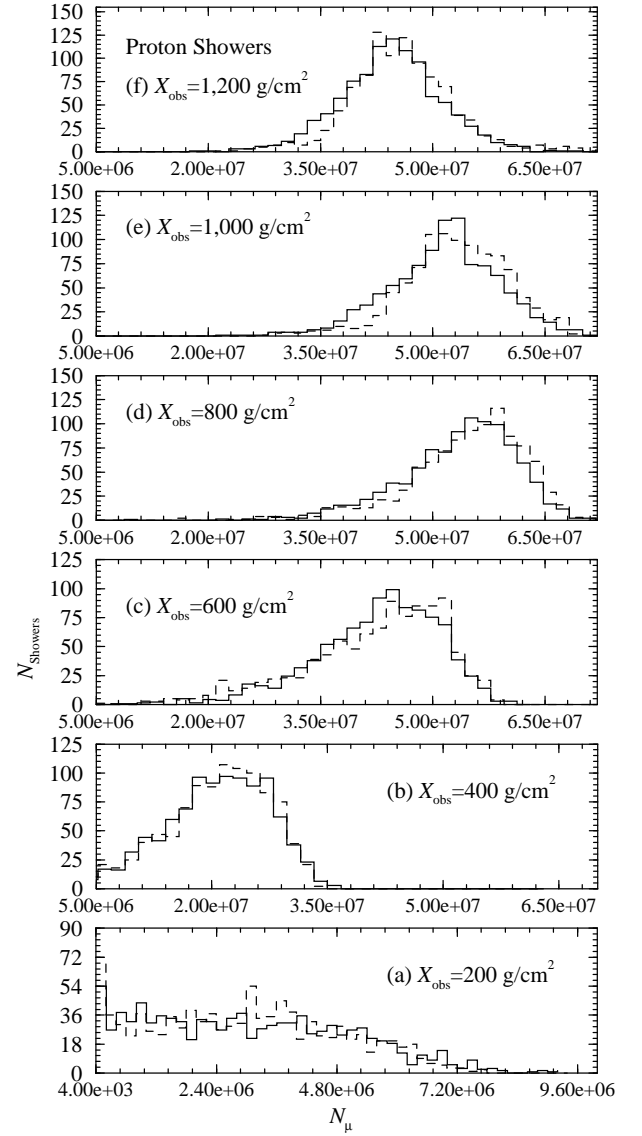 150
125
100
75
50
25
0
Proton Showers
(f) Xobs=1,200 g/cm2
5.00e+06 2.00e+07 3.50e+07 5.00e+07 6.50e+07
150
125
100
75
50
25
0
(e) Xobs=1,000 g/cm2
5.00e+06 2.00e+07 3.50e+07 5.00e+07 6.50e+07
150
125
100
75
50
25
0
(d) Xobs=800 g/cm2
5.00e+06 2.00e+07 3.50e+07 5.00e+07 6.50e+07
NShowers
125
100
75
50
25
0
(c) Xobs=600 g/cm2
5.00e+06 2.00e+07 3.50e+07 5.00e+07 6.50e+07
125
100
75
50
25
0
(b) Xobs=400 g/cm2
5.00e+06 2.00e+07 3.50e+07 5.00e+07 6.50e+07
90
72
54
36
18
0
(a) Xobs=200 g/cm2
4.00e+03 2.40e+06 4.80e+06 7.20e+06 9.60e+06
Nμ